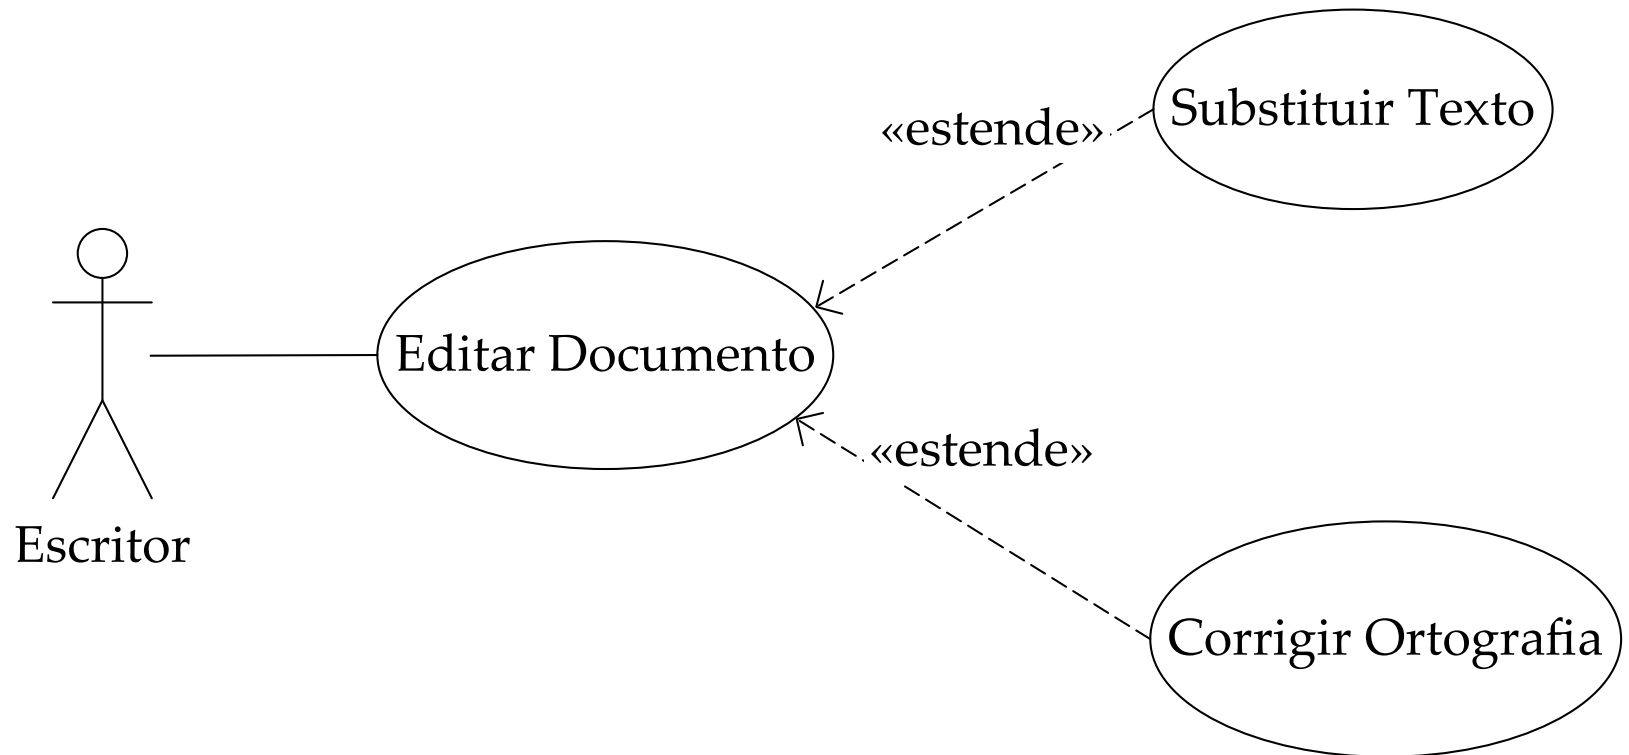 Substituir Texto
«estende»
Editar Documento
«estende»
Escritor
Corrigir Ortografia